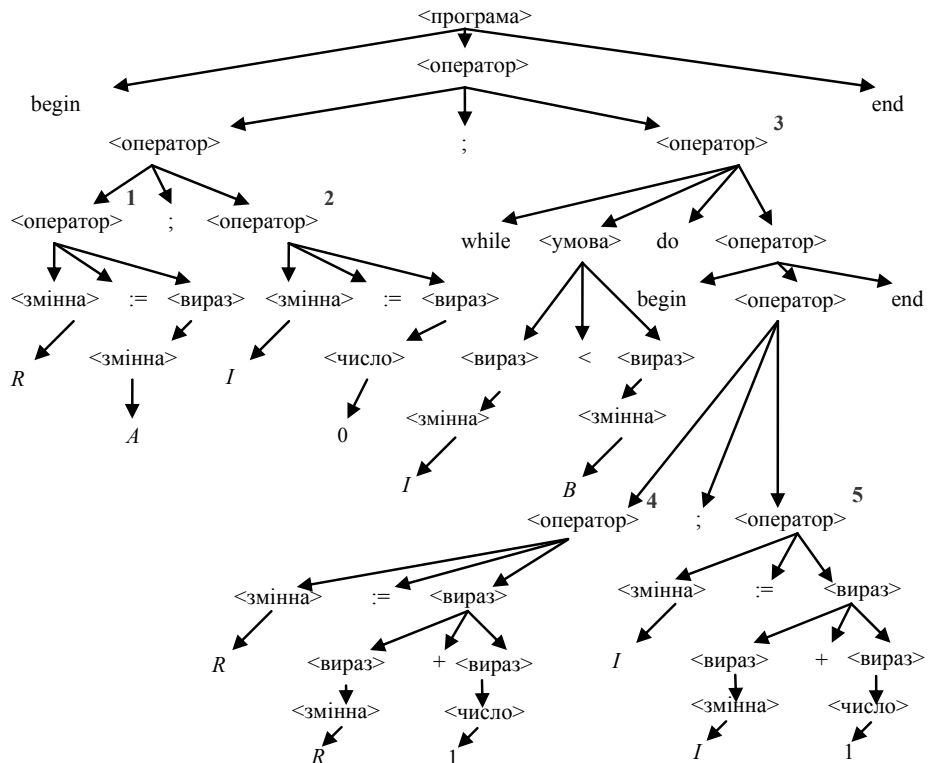 <програма>
<оператор>
begin end
<оператор> ; <оператор> 3
<оператор> 1 ; <оператор> 2
while <умова> do <оператор>
<змінна> := <вираз> <змінна> := <вираз> begin <оператор> end
R <змінна> I <число> <вираз> < <вираз>
<змінна> <змінна>
A 0
I B
<оператор> 4 ; <оператор> 5
<змінна> := <вираз> <змінна> := <вираз>
R <вираз> + <вираз> I <вираз> + <вираз>
<змінна> <число> <змінна> <число>
R 1 I 1